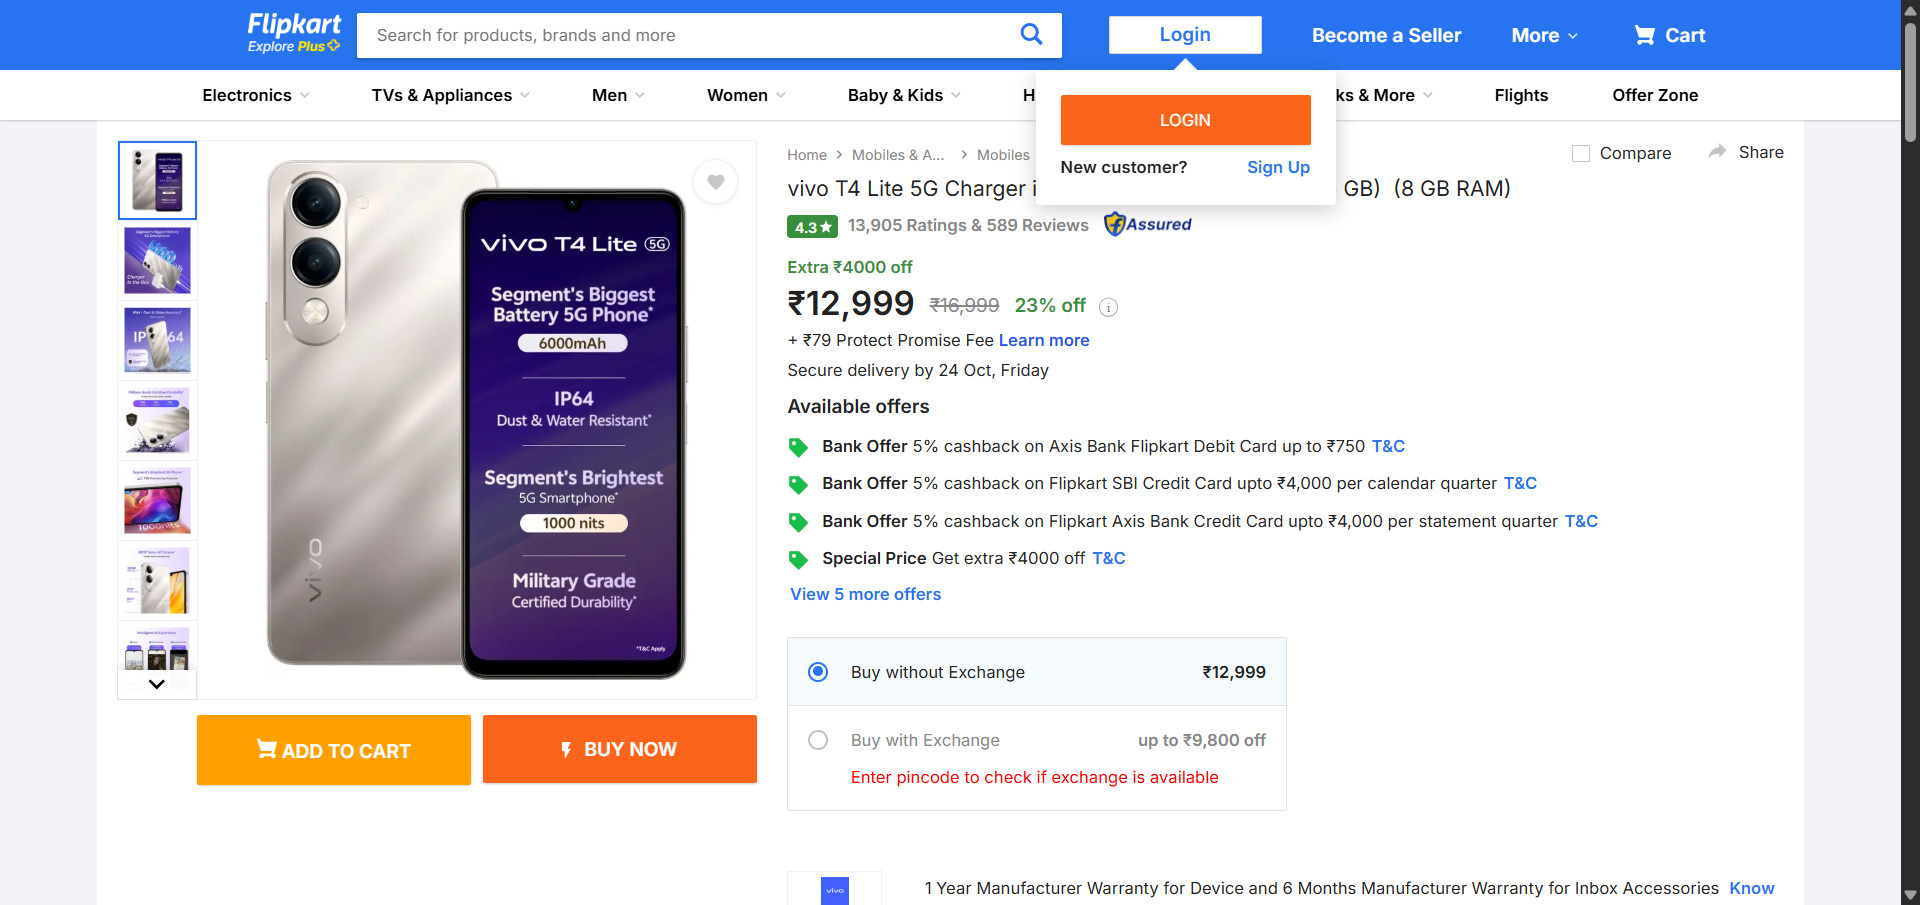 Flipkart
Explore Plus
Search for products, brands and more
Login
Become a Seller
More
Cart
Electronics
TVs & Appliances
Men
Women
Baby & Kids
H
ks & More
Flights
Offer Zone
LOGIN
New customer?
Sign Up
Home
Mobiles & A...
Mobiles
Compare
Share
vivo T4 Lite 5G Charger i
GB) (8 GB RAM)
4.3
13,905 Ratings & 589 Reviews
Assured
Extra ₹4000 off
₹12,999 ₹16,999 23% off
+ ₹79 Protect Promise Fee Learn more
Secure delivery by 24 Oct, Friday
Available offers
Bank Offer 5% cashback on Axis Bank Flipkart Debit Card up to ₹750 T&C
Bank Offer 5% cashback on Flipkart SBI Credit Card upto ₹4,000 per calendar quarter T&C
Bank Offer 5% cashback on Flipkart Axis Bank Credit Card upto ₹4,000 per statement quarter T&C
Special Price Get extra ₹4000 off T&C
View 5 more offers
Buy without Exchange ₹12,999
Buy with Exchange up to ₹9,800 off
Enter pincode to check if exchange is available
vivo
1 Year Manufacturer Warranty for Device and 6 Months Manufacturer Warranty for Inbox Accessories Know
vivo T4 Lite 5G
Segment's Biggest
Battery 5G Phone*
6000mAh
IP64
Dust & Water Resistant*
Segment's Brightest
5G Smartphone*
1000 nits
Military Grade
Certified Durability*
*T&C Apply
vivo
Charger
in the Box
IP 64
1000nits
ADD TO CART
BUY NOW